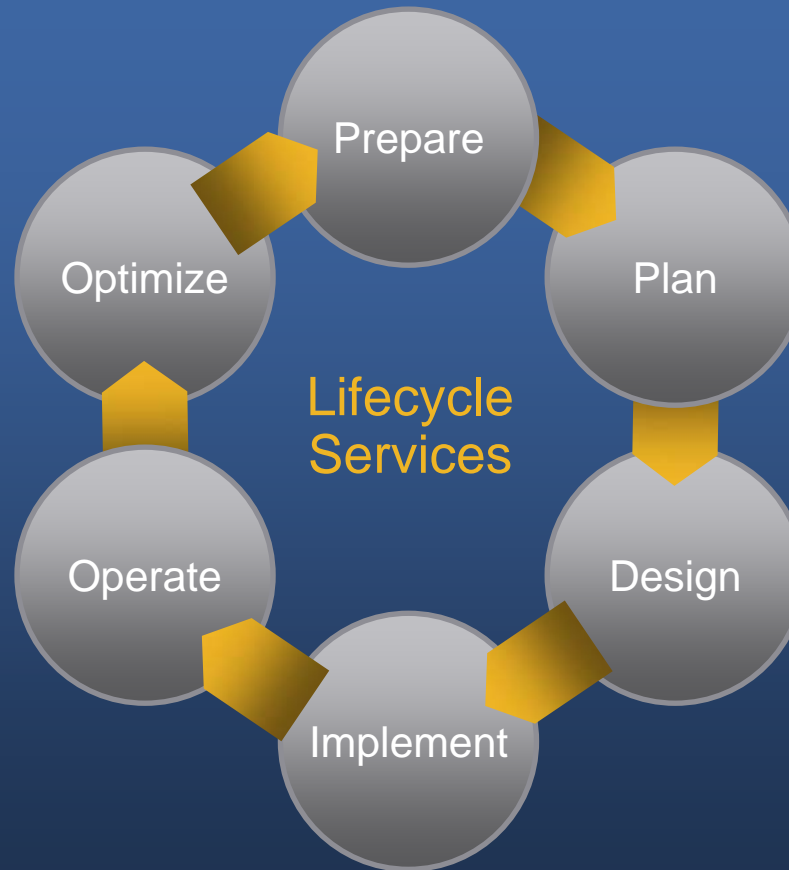 Prepare
Plan
Design
Implement
Operate
Optimize
Lifecycle
Services